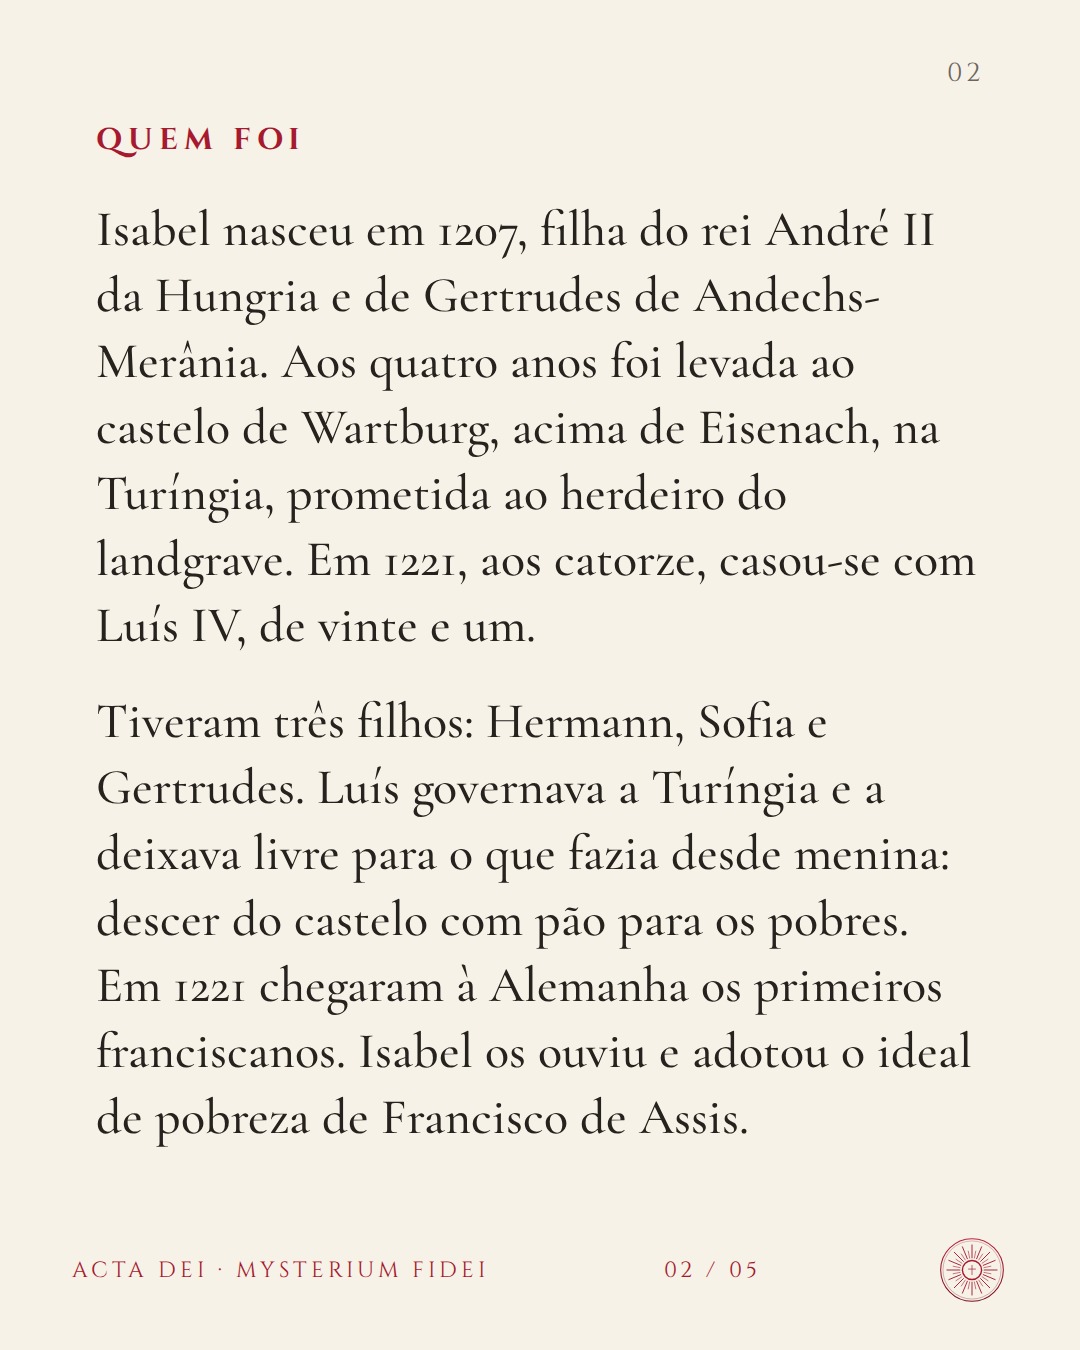 02
QUEM FOI
Isabel nasceu em 1207, filha do rei André II
da Hungria e de Gertrudes de Andechs-
Merânia. Aos quatro anos foi levada ao
castelo de Wartburg, acima de Eisenach, na
Turíngia, prometida ao herdeiro do
landgrave. Em 1221, aos catorze, casou-se com
Luís IV, de vinte e um.
Tiveram três filhos: Hermann, Sofia e
Gertrudes. Luís governava a Turíngia e a
deixava livre para o que fazia desde menina:
descer do castelo com pão para os pobres.
Em 1221 chegaram à Alemanha os primeiros
franciscanos. Isabel os ouviu e adotou o ideal
de pobreza de Francisco de Assis.
ACTA DEI · MYSTERIUM FIDEI
02 / 05